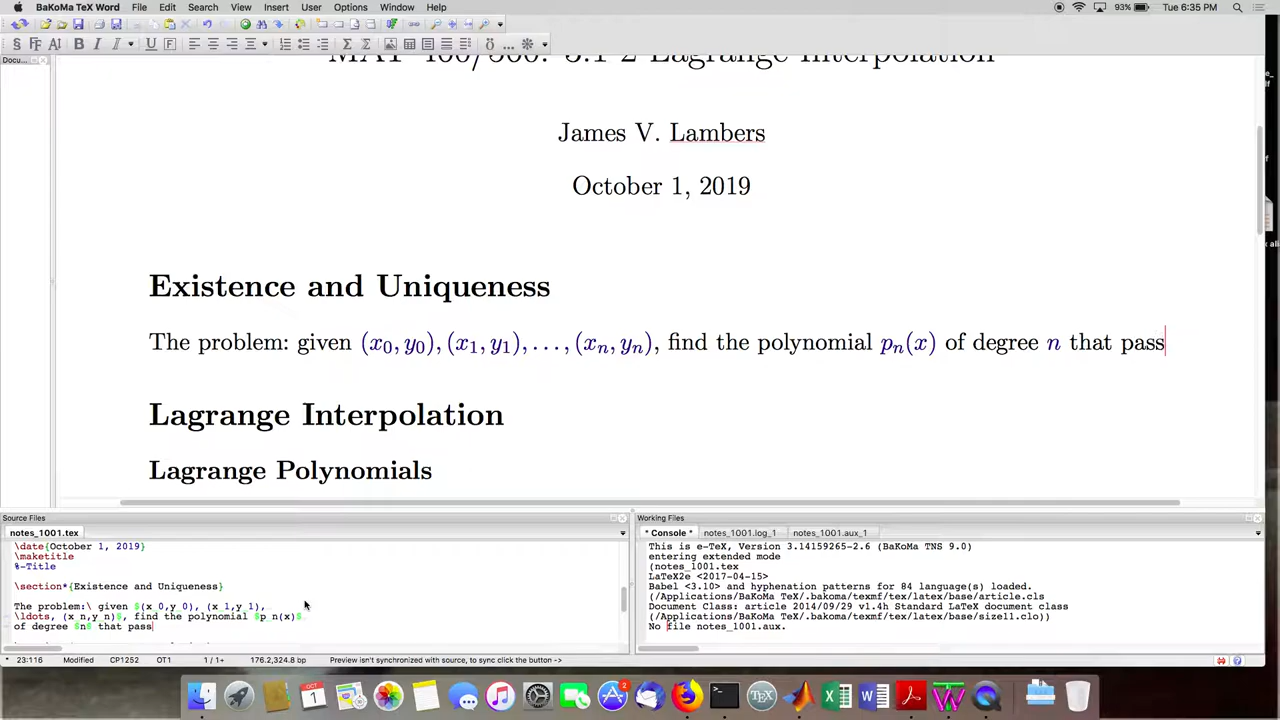 BaKoMa TeX Word File Edit Search View Insert User Options Window Help 93% Tue 6:35 PM
Docu...
MAT 460/560: 3.1-2 Lagrange Interpolation
James V. Lambers
October 1, 2019
Existence and Uniqueness
The problem: given (x₀, y₀), (x₁, y₁), . . . , (xₙ, yₙ), find the polynomial pₙ(x) of degree n that pass
Lagrange Interpolation
Lagrange Polynomials
Source Files
notes_1001.tex
\date{October 1, 2019}
\maketitle
%-Title
\section*{Existence and Uniqueness}
The problem:\ given $(x_0,y_0), (x_1,y_1),
\ldots, (x_n,y_n)$, find the polynomial $p_n(x)$
of degree $n$ that pass
Working Files
* Console * notes_1001.log_1 notes_1001.aux_1
This is e-TeX, Version 3.14159265-2.6 (BaKoMa TNS 9.0)
entering extended mode
(notes_1001.tex
LaTeX2e <2017-04-15>
Babel <3.10> and hyphenation patterns for 84 language(s) loaded.
(/Applications/BaKoMa TeX/.bakoma/texmf/tex/latex/base/article.cls
Document Class: article 2014/09/29 v1.4h Standard LaTeX document class
(/Applications/BaKoMa TeX/.bakoma/texmf/tex/latex/base/size11.clo))
No file notes_1001.aux.
* 23:116 Modified CP1252 OT1 1 / 1+ 176.2,324.8 bp Preview isn't synchronized with source, to sync click the button ->